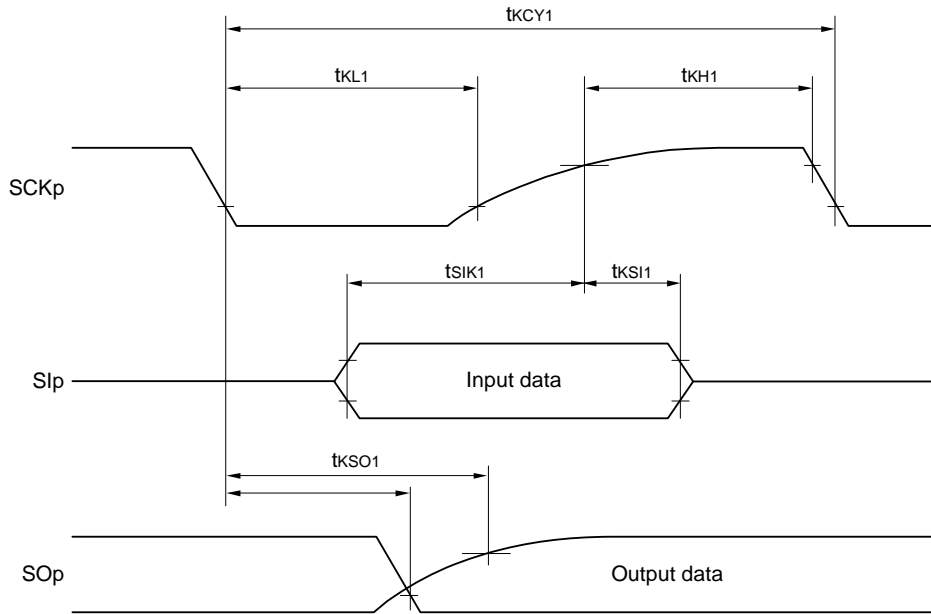 tKCY1
tKL1 tKH1
SCKp
tSIK1 tKSI1
SIp Input data
tKSO1
SOp Output data